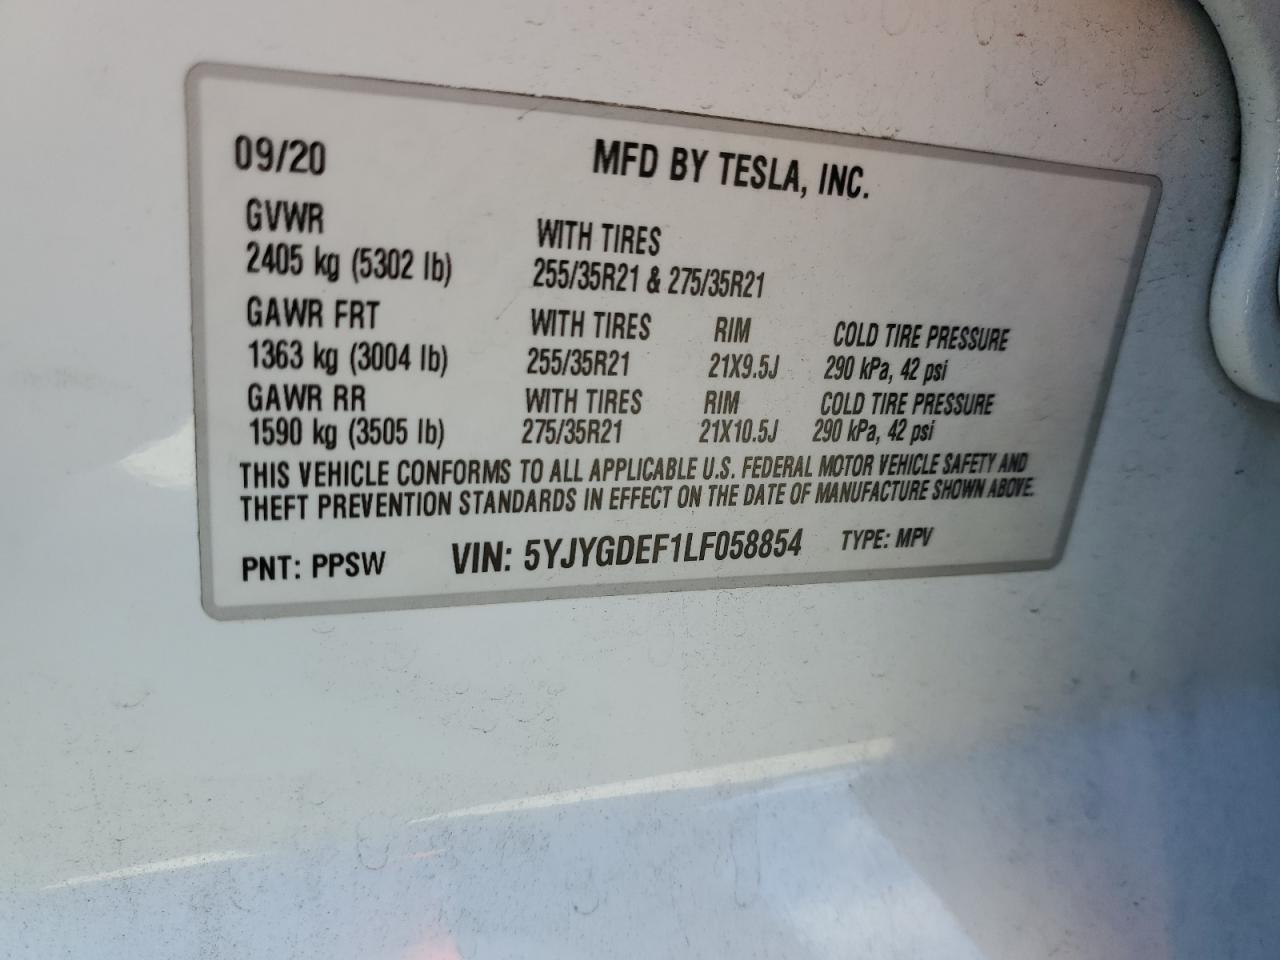 09/20 MFD BY TESLA, INC.
GVWR WITH TIRES
2405 kg (5302 lb) 255/35R21 & 275/35R21
GAWR FRT WITH TIRES RIM COLD TIRE PRESSURE
1363 kg (3004 lb) 255/35R21 21X9.5J 290 kPa, 42 psi
GAWR RR WITH TIRES RIM COLD TIRE PRESSURE
1590 kg (3505 lb) 275/35R21 21X10.5J 290 kPa, 42 psi
THIS VEHICLE CONFORMS TO ALL APPLICABLE U.S. FEDERAL MOTOR VEHICLE SAFETY AND
THEFT PREVENTION STANDARDS IN EFFECT ON THE DATE OF MANUFACTURE SHOWN ABOVE.
PNT: PPSW VIN: 5YJYGDEF1LF058854 TYPE: MPV